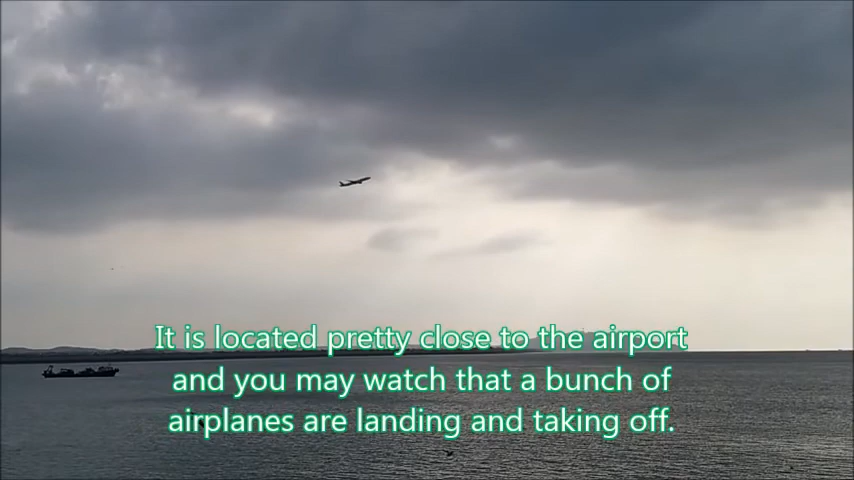 It is located pretty close to the airport
and you may watch that a bunch of
airplanes are landing and taking off.